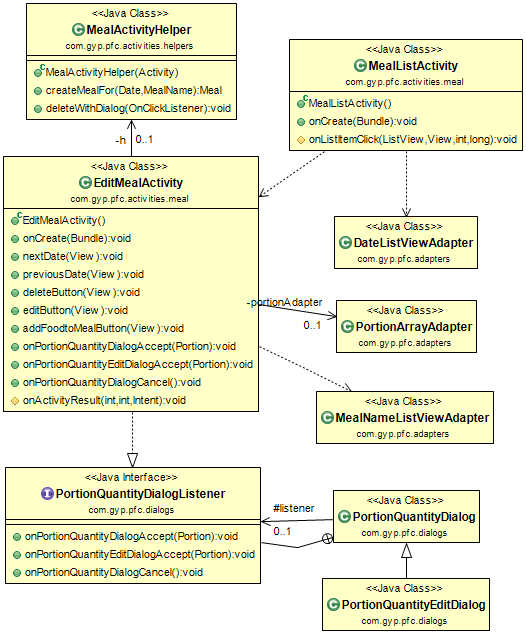 <<Java Class>>
MealActivityHelper
com.gyp.pfc.activities.helpers
MealActivityHelper(Activity)
createMealFor(Date,MealName):Meal
deleteWithDialog(OnClickListener):void
<<Java Class>>
MealListActivity
com.gyp.pfc.activities.meal
MealListActivity()
onCreate(Bundle):void
onListItemClick(ListView,View,int,long):void
-h
0..1
<<Java Class>>
EditMealActivity
com.gyp.pfc.activities.meal
EditMealActivity()
onCreate(Bundle):void
nextDate(View):void
previousDate(View):void
deleteButton(View):void
editButton(View):void
addFoodtoMealButton(View):void
onPortionQuantityDialogAccept(Portion):void
onPortionQuantityEditDialogAccept(Portion):void
onPortionQuantityDialogCancel():void
onActivityResult(int,int,Intent):void
<<Java Class>>
DateListViewAdapter
com.gyp.pfc.adapters
-portionAdapter
0..1
<<Java Class>>
PortionArrayAdapter
com.gyp.pfc.adapters
<<Java Class>>
MealNameListViewAdapter
com.gyp.pfc.adapters
<<Java Interface>>
PortionQuantityDialogListener
com.gyp.pfc.dialogs
onPortionQuantityDialogAccept(Portion):void
onPortionQuantityEditDialogAccept(Portion):void
onPortionQuantityDialogCancel():void
#listener
0..1
<<Java Class>>
PortionQuantityDialog
com.gyp.pfc.dialogs
<<Java Class>>
PortionQuantityEditDialog
com.gyp.pfc.dialogs